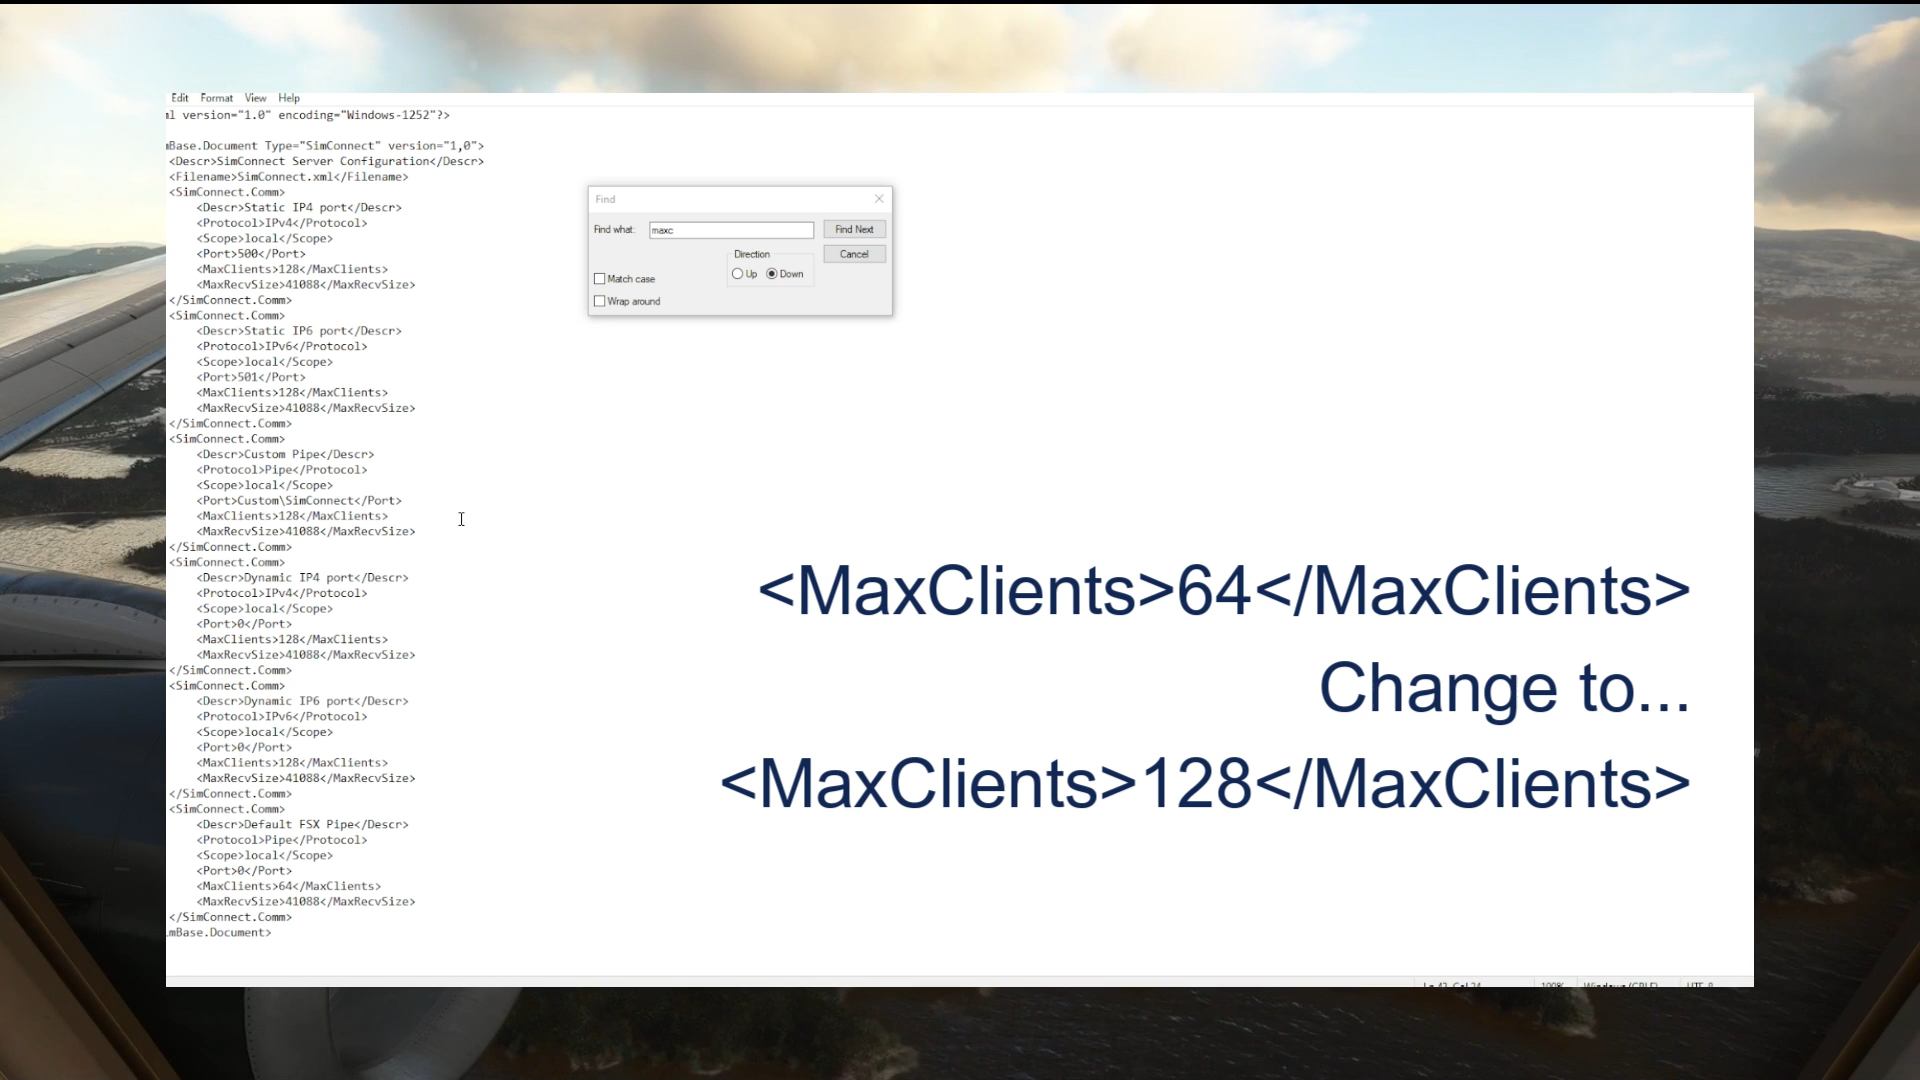 Edit Format View Help
ml version="1.0" encoding="Windows-1252"?>
mBase.Document Type="SimConnect" version="1,0">
<Descr>SimConnect Server Configuration</Descr>
<Filename>SimConnect.xml</Filename>
<SimConnect.Comm>
<Descr>Static IP4 port</Descr>
<Protocol>IPv4</Protocol>
<Scope>local</Scope>
<Port>500</Port>
<MaxClients>128</MaxClients>
<MaxRecvSize>41088</MaxRecvSize>
</SimConnect.Comm>
<SimConnect.Comm>
<Descr>Static IP6 port</Descr>
<Protocol>IPv6</Protocol>
<Scope>local</Scope>
<Port>501</Port>
<MaxClients>128</MaxClients>
<MaxRecvSize>41088</MaxRecvSize>
</SimConnect.Comm>
<SimConnect.Comm>
<Descr>Custom Pipe</Descr>
<Protocol>Pipe</Protocol>
<Scope>local</Scope>
<Port>Custom\SimConnect</Port>
<MaxClients>128</MaxClients>
<MaxRecvSize>41088</MaxRecvSize>
</SimConnect.Comm>
<SimConnect.Comm>
<Descr>Dynamic IP4 port</Descr>
<Protocol>IPv4</Protocol>
<Scope>local</Scope>
<Port>0</Port>
<MaxClients>128</MaxClients>
<MaxRecvSize>41088</MaxRecvSize>
</SimConnect.Comm>
<SimConnect.Comm>
<Descr>Dynamic IP6 port</Descr>
<Protocol>IPv6</Protocol>
<Scope>local</Scope>
<Port>0</Port>
<MaxClients>128</MaxClients>
<MaxRecvSize>41088</MaxRecvSize>
</SimConnect.Comm>
<SimConnect.Comm>
<Descr>Default FSX Pipe</Descr>
<Protocol>Pipe</Protocol>
<Scope>local</Scope>
<Port>0</Port>
<MaxClients>64</MaxClients>
<MaxRecvSize>41088</MaxRecvSize>
</SimConnect.Comm>
mBase.Document>
Find
Find what: maxc Find Next
Direction Cancel
Up Down
Match case
Wrap around
<MaxClients>64</MaxClients>
Change to...
<MaxClients>128</MaxClients>
100% Windows (CRLF) UTF-8